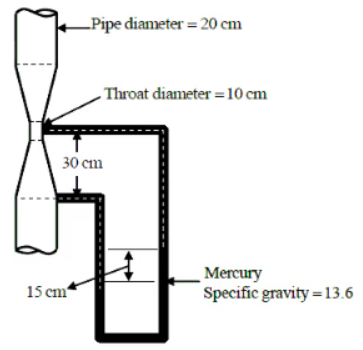 Pipe diameter = 20 cm
Throat diameter = 10 cm
30 cm
15 cm
Mercury
Specific gravity = 13.6